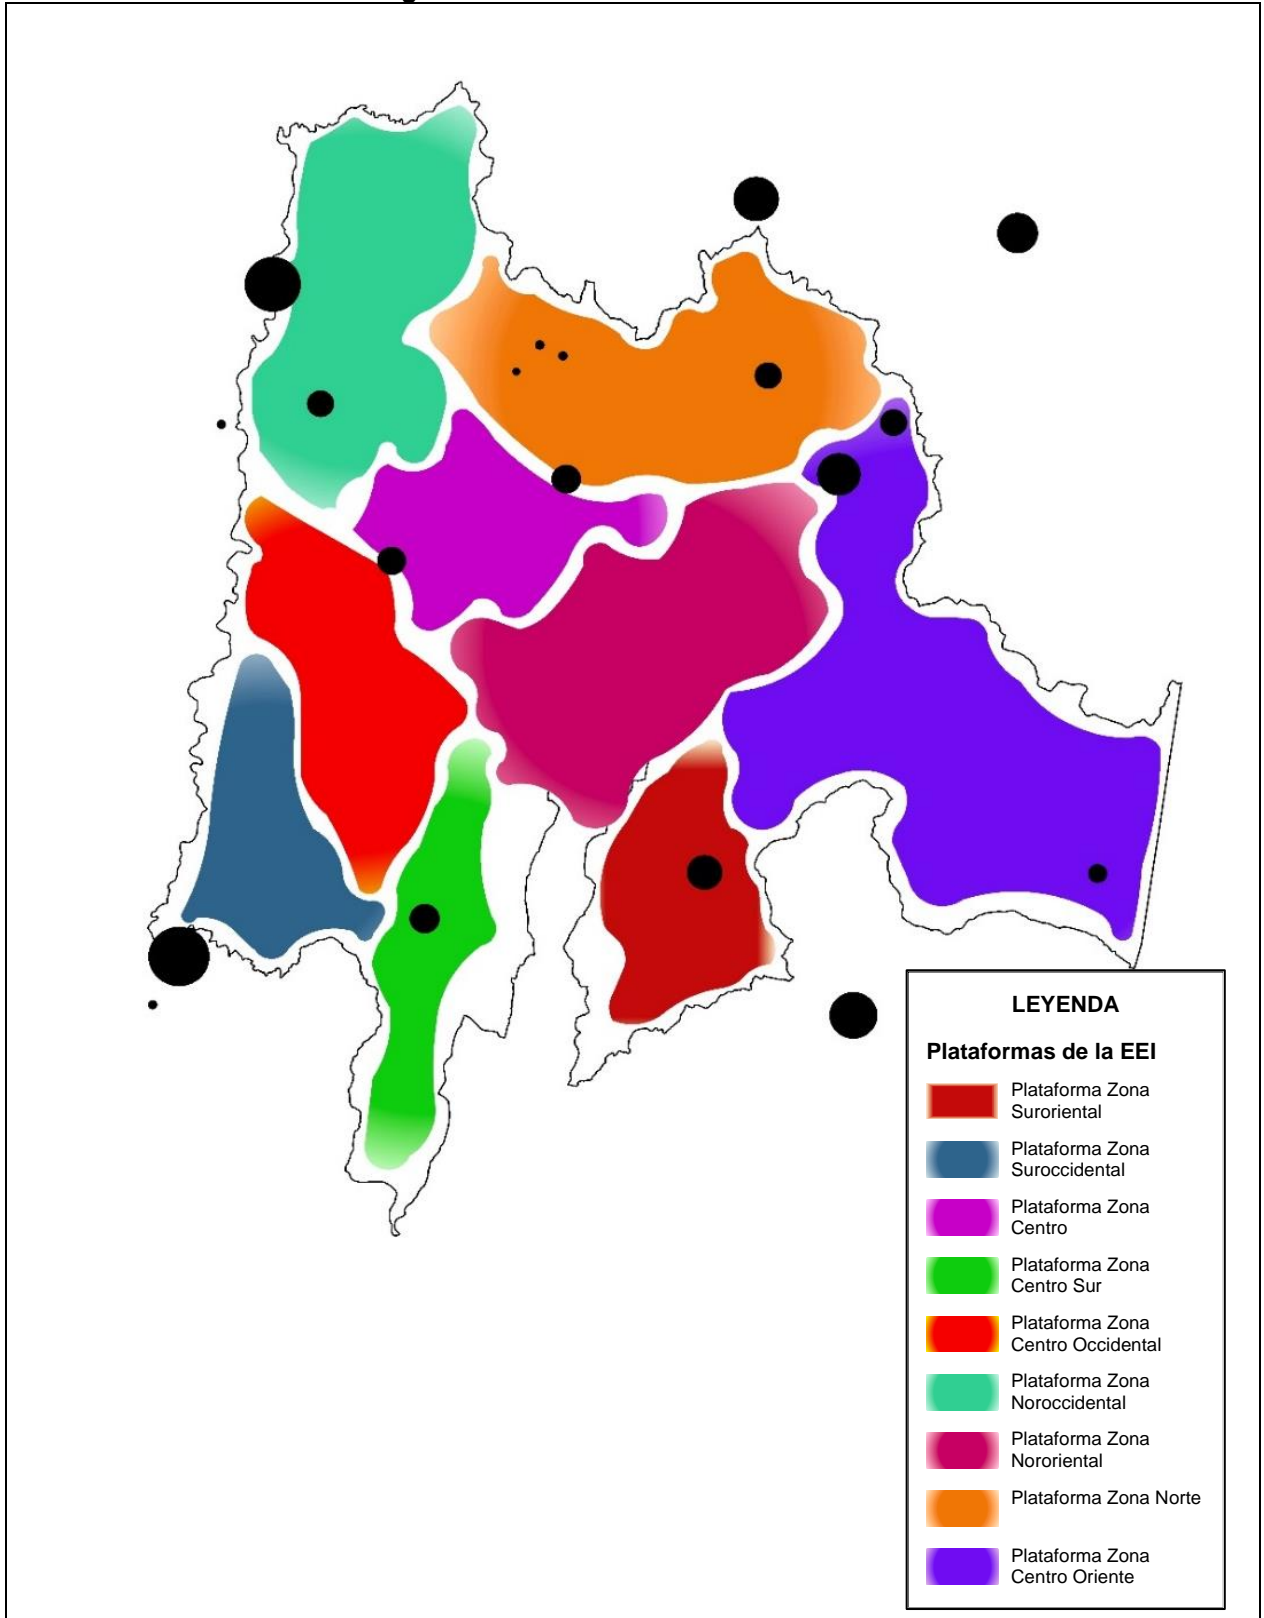 LEYENDA
Plataformas de la EEI
Plataforma Zona
Suroriental
Plataforma Zona
Suroccidental
Plataforma Zona
Centro
Plataforma Zona
Centro Sur
Plataforma Zona
Centro Occidental
Plataforma Zona
Noroccidental
Plataforma Zona
Nororiental
Plataforma Zona Norte
Plataforma Zona
Centro Oriente